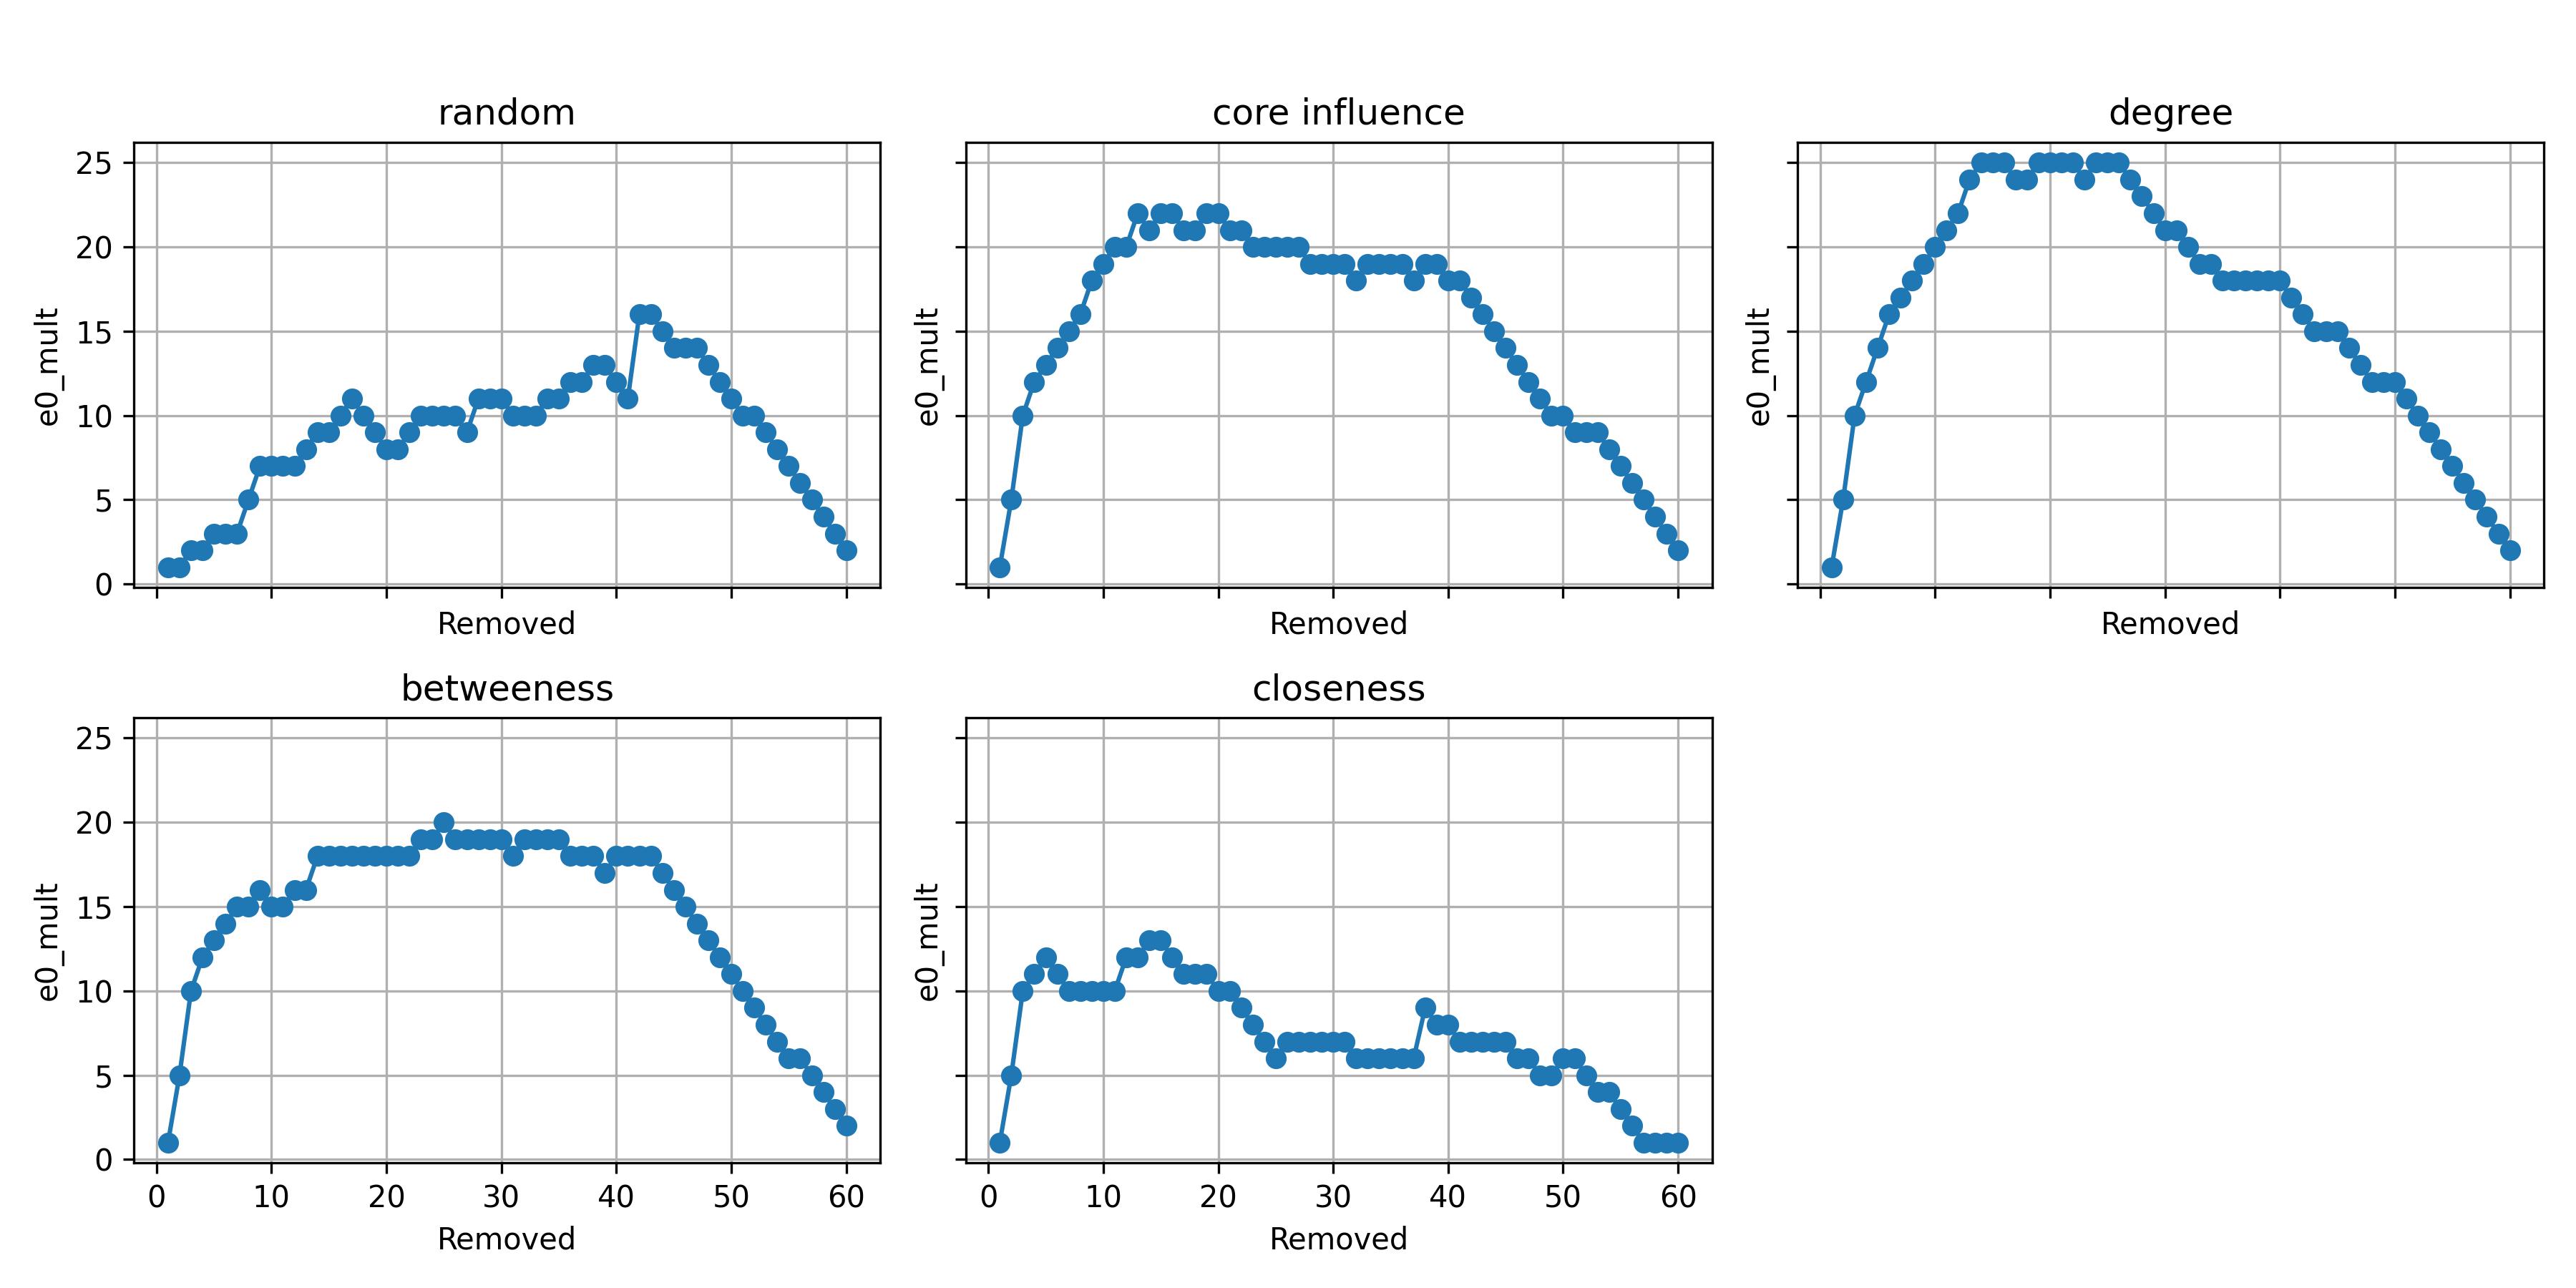 random
core influence
degree
25
20
15
10
5
0
e0_mult
e0_mult
e0_mult
Removed
Removed
Removed
betweeness
closeness
25
20
15
10
5
0
e0_mult
e0_mult
0 10 20 30 40 50 60
0 10 20 30 40 50 60
Removed
Removed